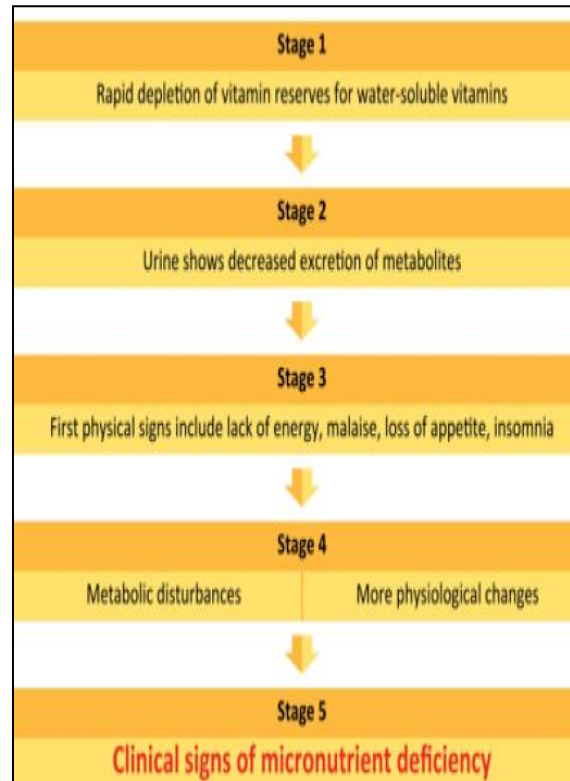 Stage 1
Rapid depletion of vitamin reserves for water-soluble vitamins
Stage 2
Urine shows decreased excretion of metabolites
Stage 3
First physical signs include lack of energy, malaise, loss of appetite, insomnia
Stage 4
Metabolic disturbances
More physiological changes
Stage 5
Clinical signs of micronutrient deficiency